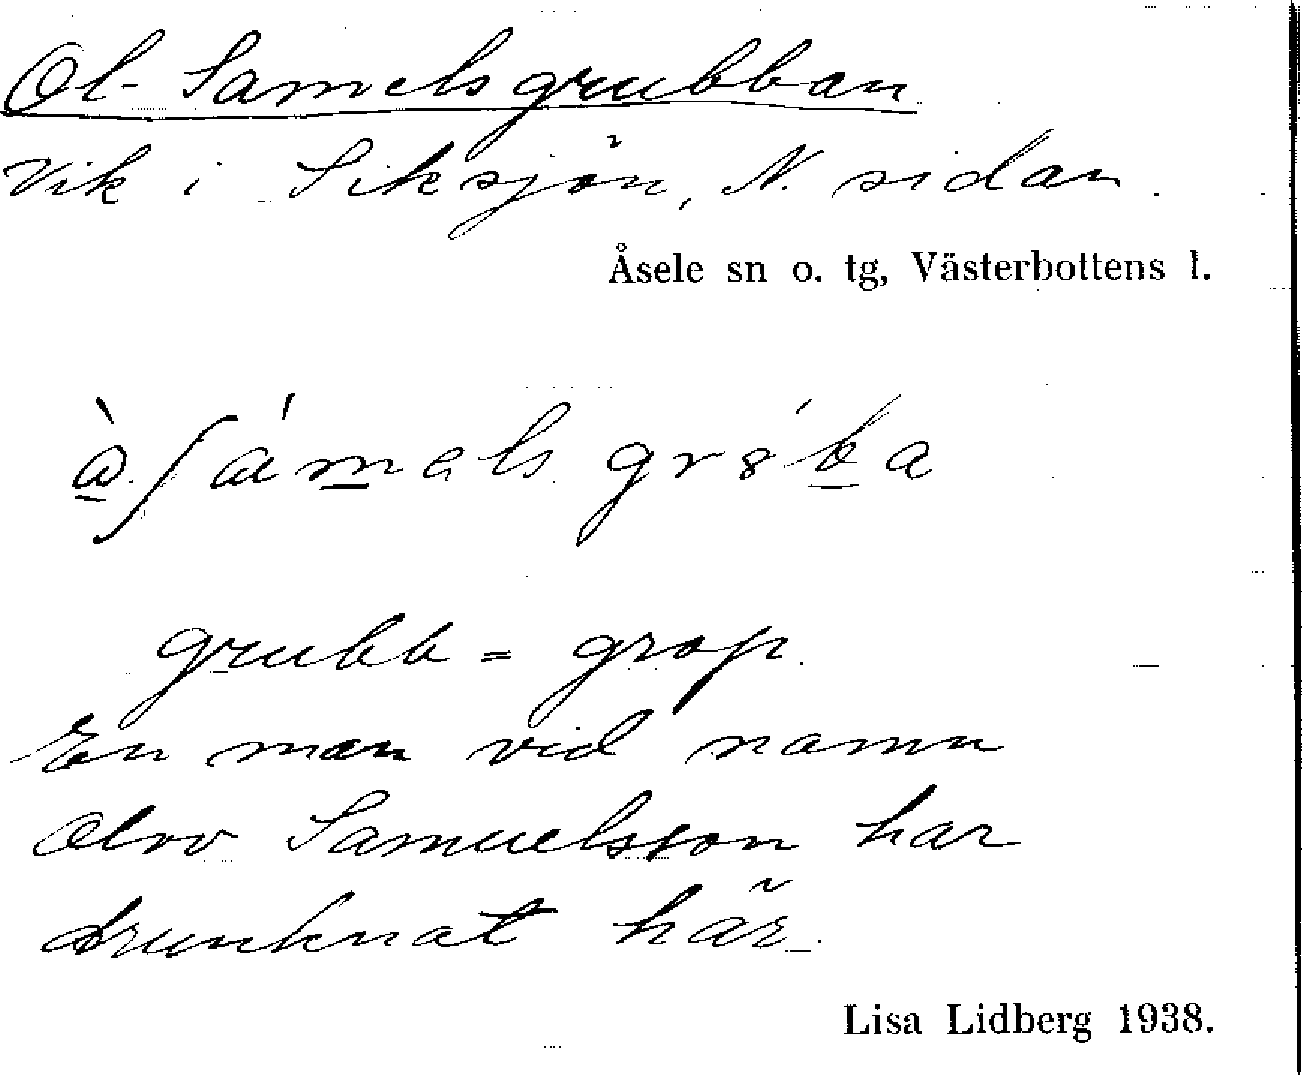 Ol-Samelsgrubban
Vik i Siksjön, N. sidan.
Åsele sn o. tg, Västerbottens l.
grubb = grop.
En man vid namn
Olov Samuelsson har
drunknat här.
Lisa Lidberg 1938.